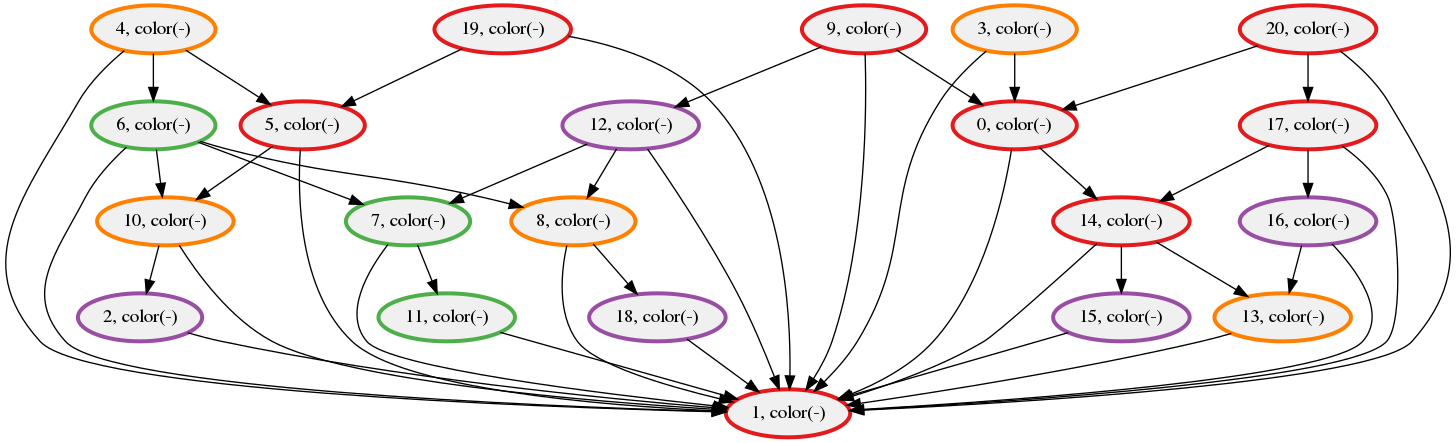 4, color(-)
19, color(-)
9, color(-)
3, color(-)
20, color(-)
6, color(-)
5, color(-)
12, color(-)
0, color(-)
17, color(-)
10, color(-)
7, color(-)
8, color(-)
14, color(-)
16, color(-)
2, color(-)
11, color(-)
18, color(-)
15, color(-)
13, color(-)
1, color(-)